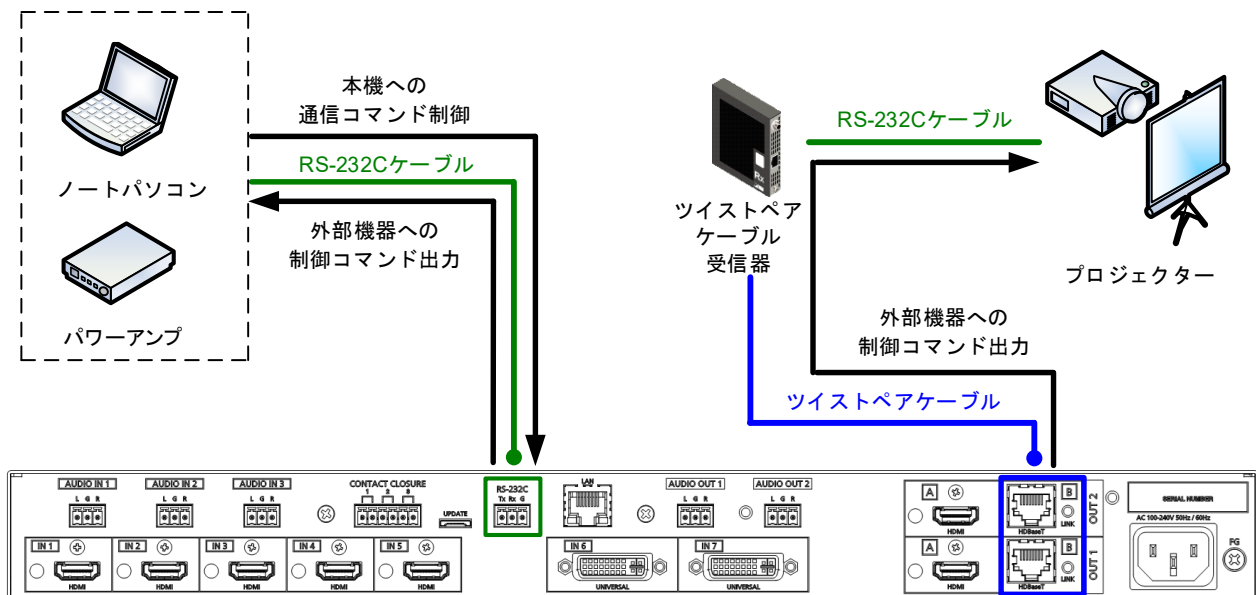 本機への
通信コマンド制御
RS-232Cケーブル
外部機器への
制御コマンド出力
ノートパソコン
パワーアンプ
Rx
ツイストペア
ケーブル
受信器
RS-232Cケーブル
プロジェクター
外部機器への
制御コマンド出力
ツイストペアケーブル
AUDIO IN 1
L G R
AUDIO IN 2
L G R
AUDIO IN 3
L G R
CONTACT CLOSURE
1 2 3
UPDATE
RS-232C
Tx Rx G
LAN
AUDIO OUT 1
L G R
AUDIO OUT 2
L G R
A
HDMI
HDBaseT
B
LINK
OUT 2
SERIAL NUMBER
AC 100-240V 50Hz / 60Hz
FG
IN 1
HDMI
IN 2
HDMI
IN 3
HDMI
IN 4
HDMI
IN 5
HDMI
IN 6
UNIVERSAL
IN 7
UNIVERSAL
A
HDMI
HDBaseT
B
LINK
OUT 1